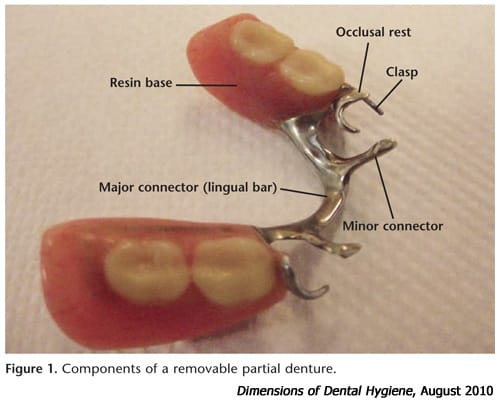 Occlusal rest
Clasp
Resin base
Major connector (lingual bar)
Minor connector
Figure 1. Components of a removable partial denture.
Dimensions of Dental Hygiene, August 2010